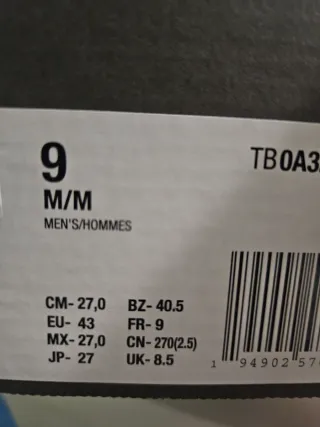 9
TB0A3
M/M
MEN'S/HOMMES
CM- 27,0 BZ- 40.5
EU- 43 FR- 9
MX- 27,0 CN- 270(2.5)
JP- 27 UK- 8.5
1 94902 57